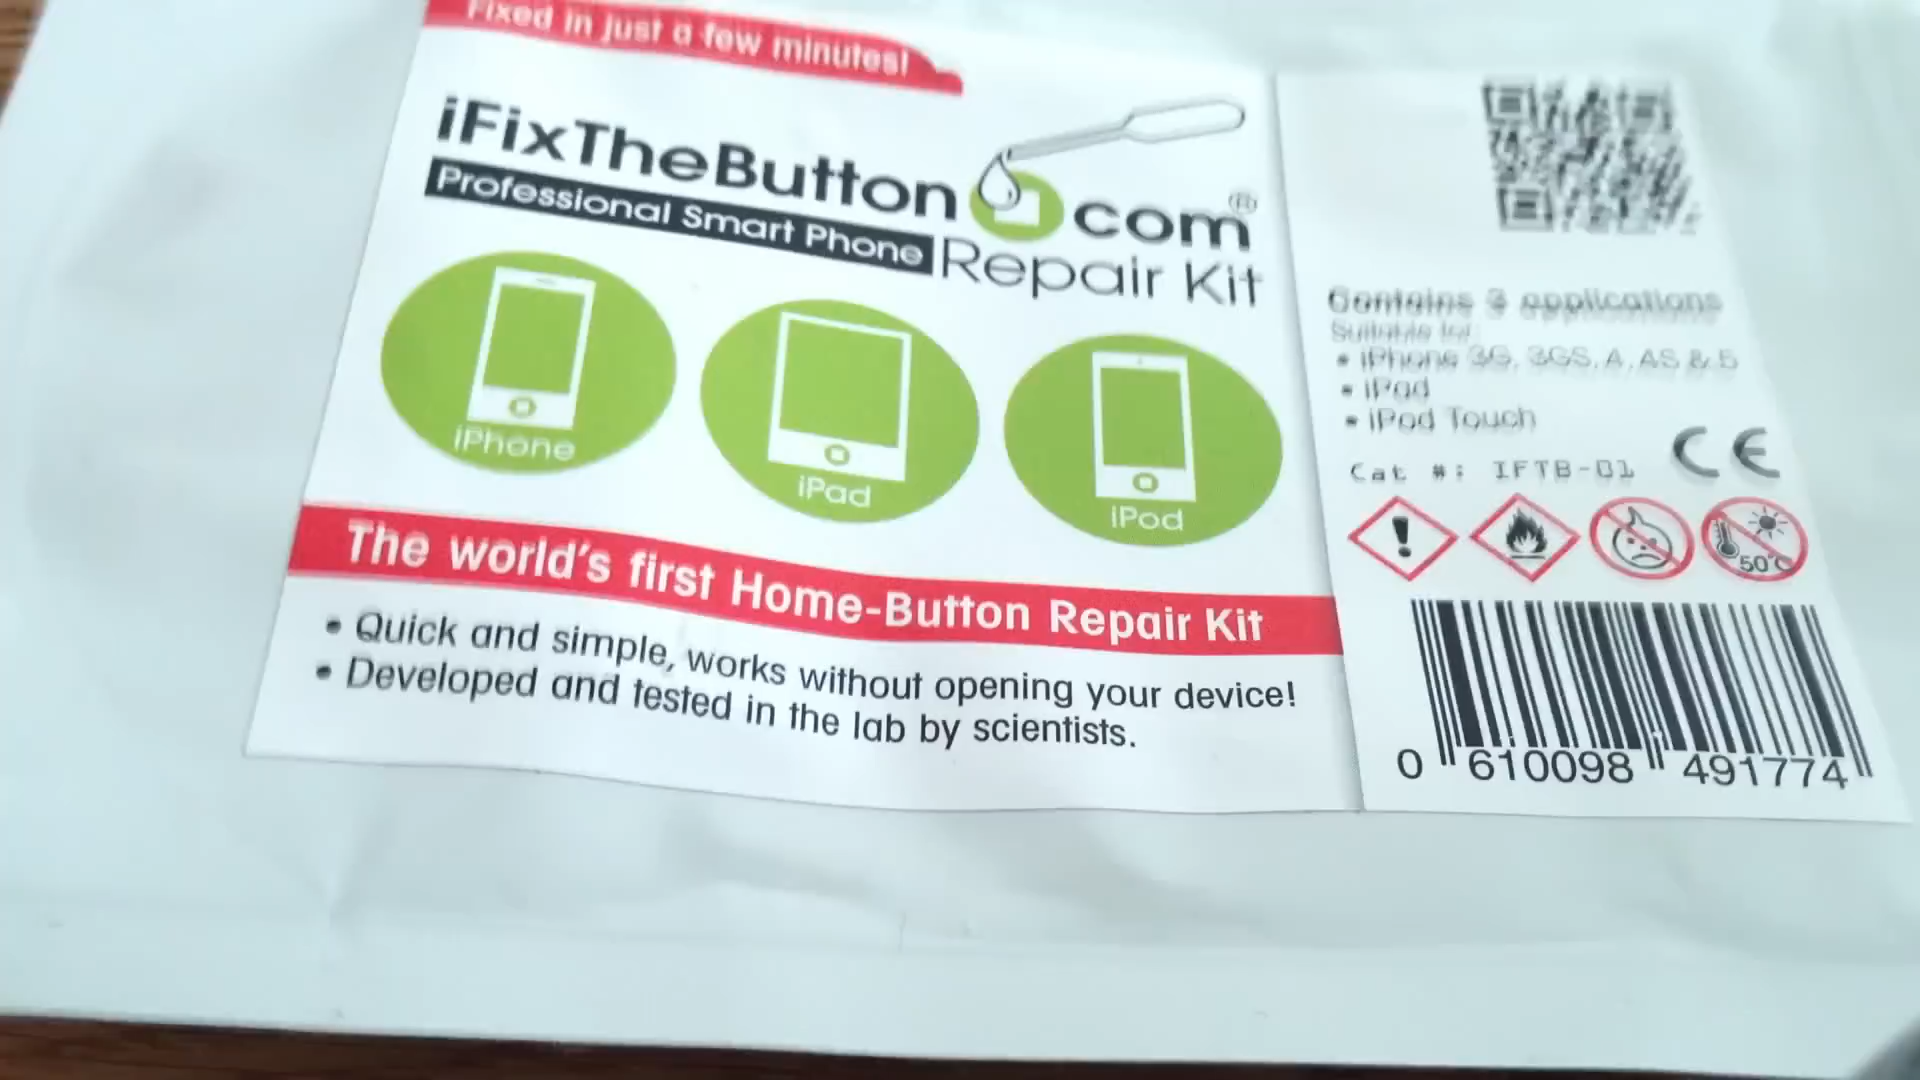 Fixed in just a few minutes!
iFixTheButton.com®
Professional Smart Phone Repair Kit
iPhone
iPad
iPod
The world's first Home-Button Repair Kit
• Quick and simple, works without opening your device!
• Developed and tested in the lab by scientists.
Contains 3 applications
Suitable for:
• iPhone 3G, 3GS, 4, 4S & 5
• iPad
• iPod Touch
Cat #: IFTB-01
CE
50°C
0 610098 491774